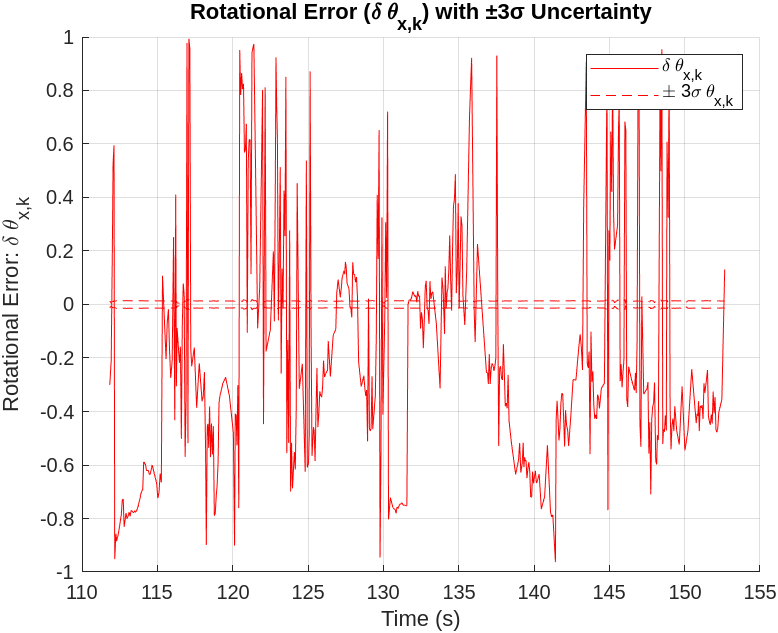 Rotational Error (δ θx,k) with ±3σ Uncertainty
δ θx,k
± 3σ θx,k
Rotational Error: δ θx,k
1
0.8
0.6
0.4
0.2
0
-0.2
-0.4
-0.6
-0.8
-1
110 115 120 125 130 135 140 145 150 155
Time (s)